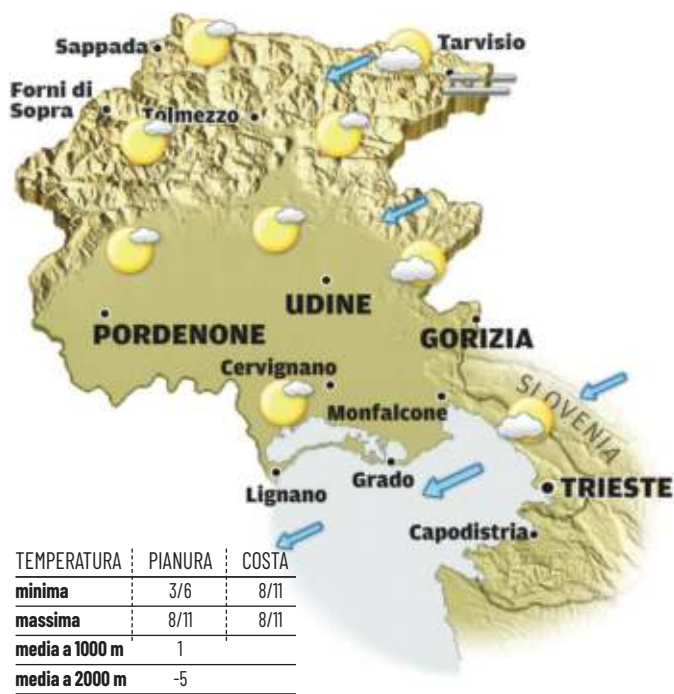 Sappada
Tarvisio
Forni di
Sopra
Tolmezzo
UDINE
PORDENONE
GORIZIA
Cervignano
Monfalcone
SLOVENIA
Lignano
Grado
TRIESTE
Capodistria
TEMPERATURA PIANURA COSTA
minima 3/6 8/11
massima 8/11 8/11
media a 1000 m 1
media a 2000 m -5